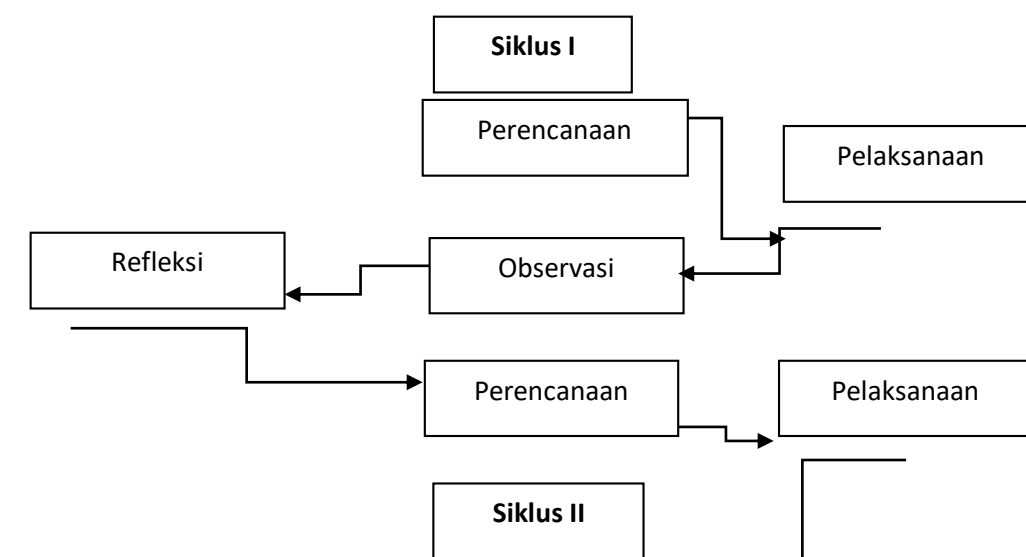 Siklus I
Perencanaan
Pelaksanaan
Refleksi
Observasi
Perencanaan
Pelaksanaan
Siklus II